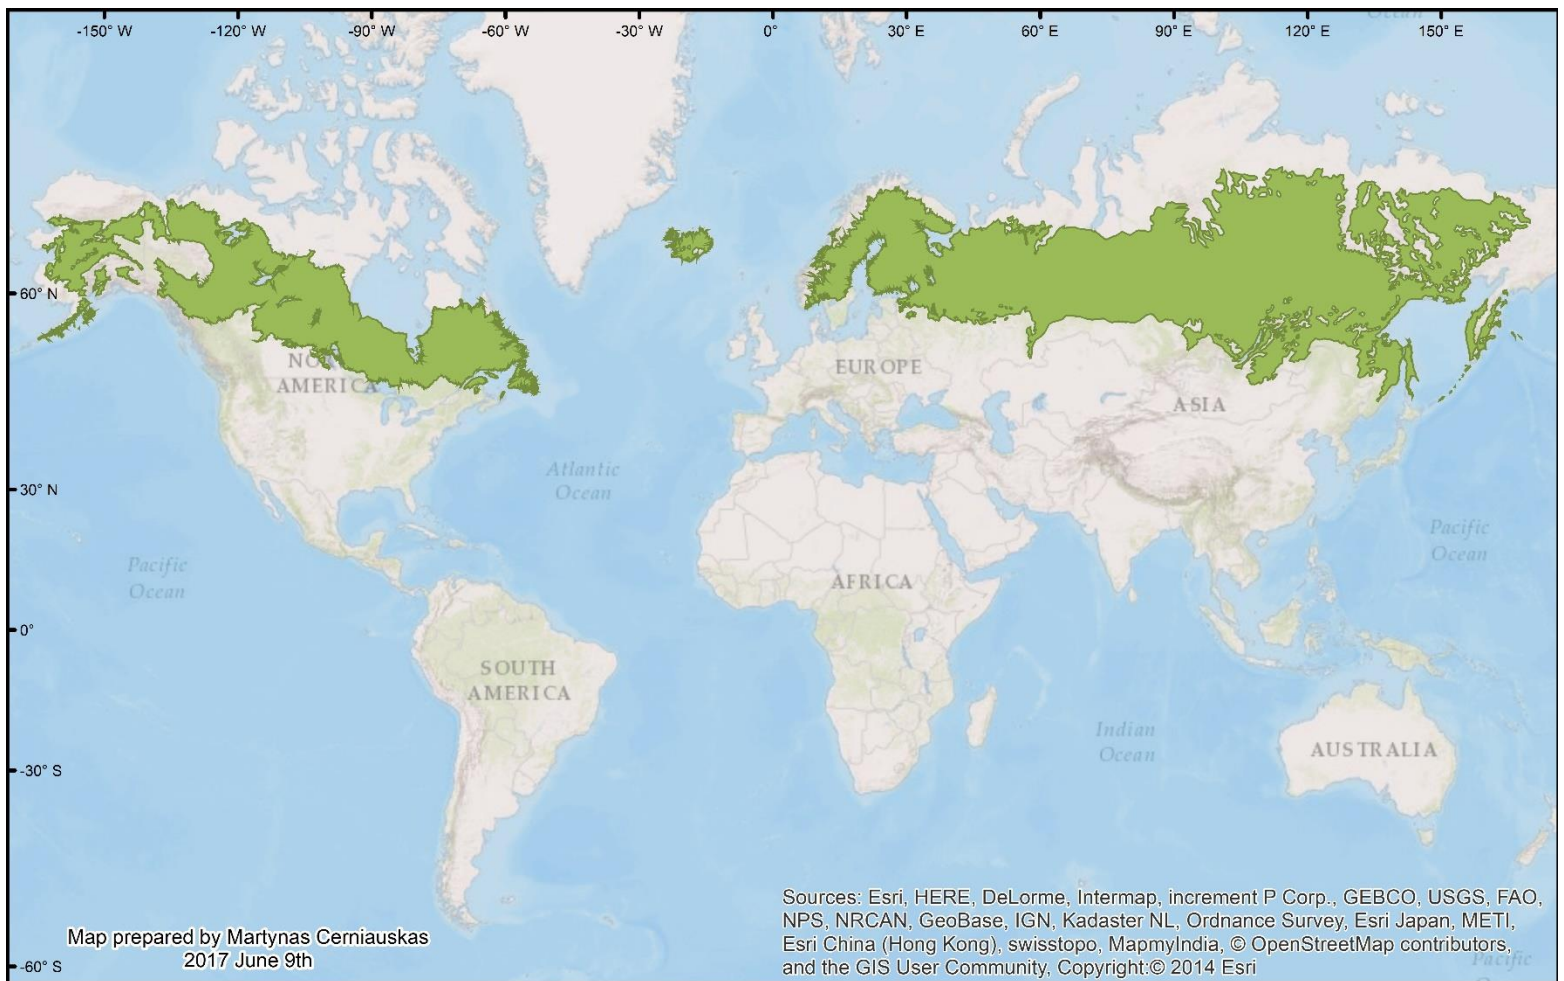 Ocean
-150° W -120° W -90° W -60° W -30° W 0° 30° E 60° E 90° E 120° E 150° E
60° N
NO
AMERICA
EUROPE
ASIA
30° N
Atlantic
Ocean
Pacific
Ocean
Pacific
Ocean
AFRICA
0°
SOUTH
AMERICA
Indian
Ocean
AUSTRALIA
-30° S
Map prepared by Martynas Cerniauskas
2017 June 9th
Sources: Esri, HERE, DeLorme, Intermap, increment P Corp., GEBCO, USGS, FAO,
NPS, NRCAN, GeoBase, IGN, Kadaster NL, Ordnance Survey, Esri Japan, METI,
Esri China (Hong Kong), swisstopo, MapmyIndia, © OpenStreetMap contributors,
and the GIS User Community, Copyright:© 2014 Esri
Pacific
-60° S